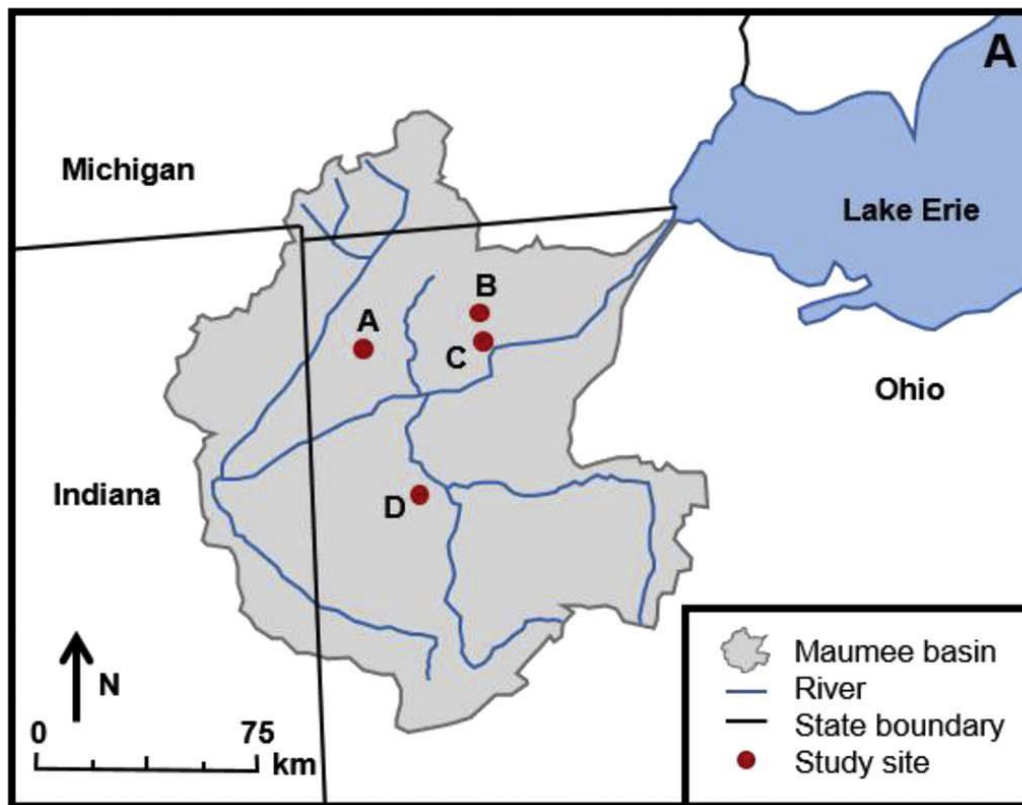 A
Michigan
Lake Erie
B
A
C
Ohio
Indiana
D
N
0 75
km
Maumee basin
River
State boundary
Study site